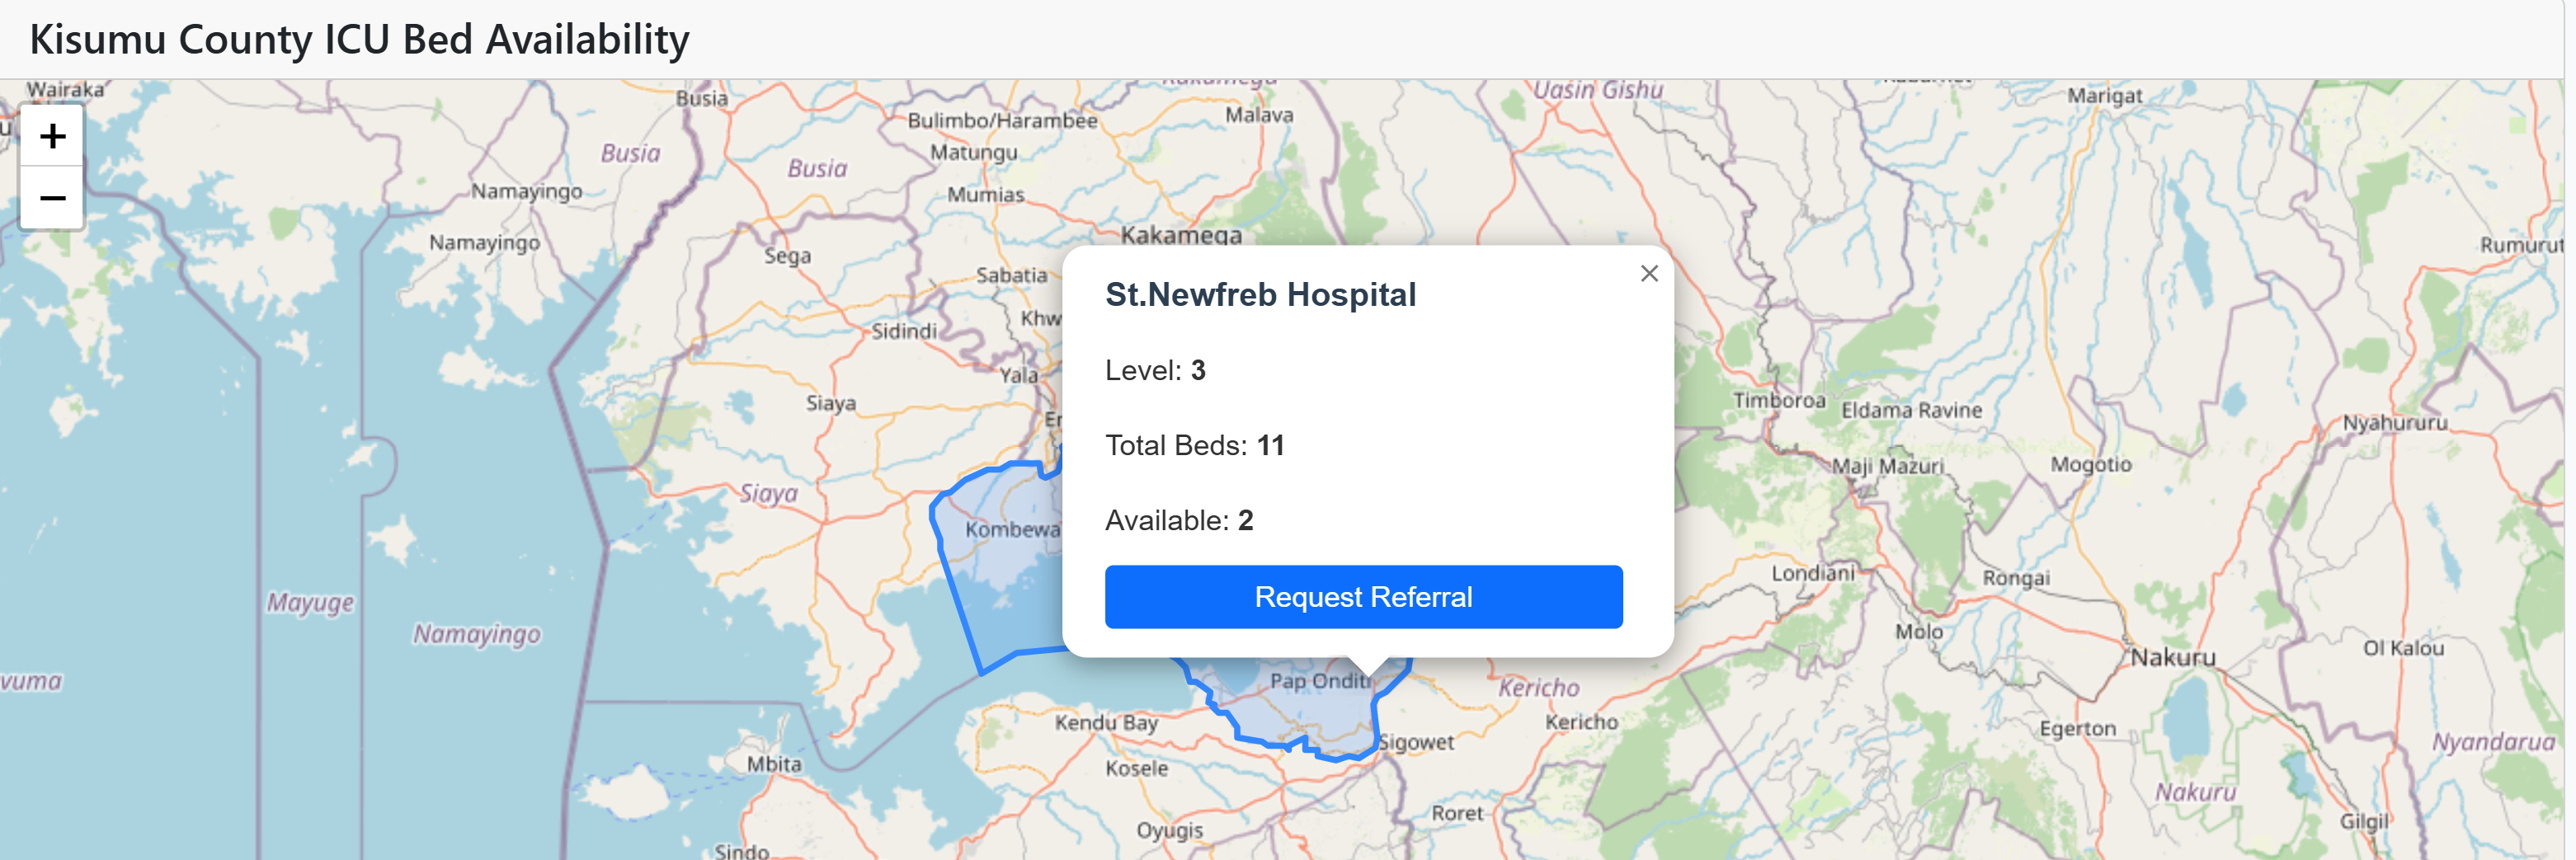 Kisumu County ICU Bed Availability
Wairaka
+
−
Busia
Bulimbo/Harambee
Malava
Uasin Gishu
Marigat
Busia
Busia
Matungu
Namayingo
Mumias
Namayingo
Kakamega
Sega
Sabatia
Sidindi
Yala
Siaya
Siaya
Kombewa
St.Newfreb Hospital
×
Level: 3
Total Beds: 11
Available: 2
Request Referral
Timboroa
Eldama Ravine
Nyahururu
Maji Mazuri
Mogotio
Londiani
Rongai
Mayuge
Namayingo
Molo
Nakuru
Ol Kalou
Pap Onditi
Kericho
Kendu Bay
Kericho
Sigowet
Egerton
Nyandarua
Mbita
Kosele
Nakuru
Roret
Gilgil
Oyugis
Sindo